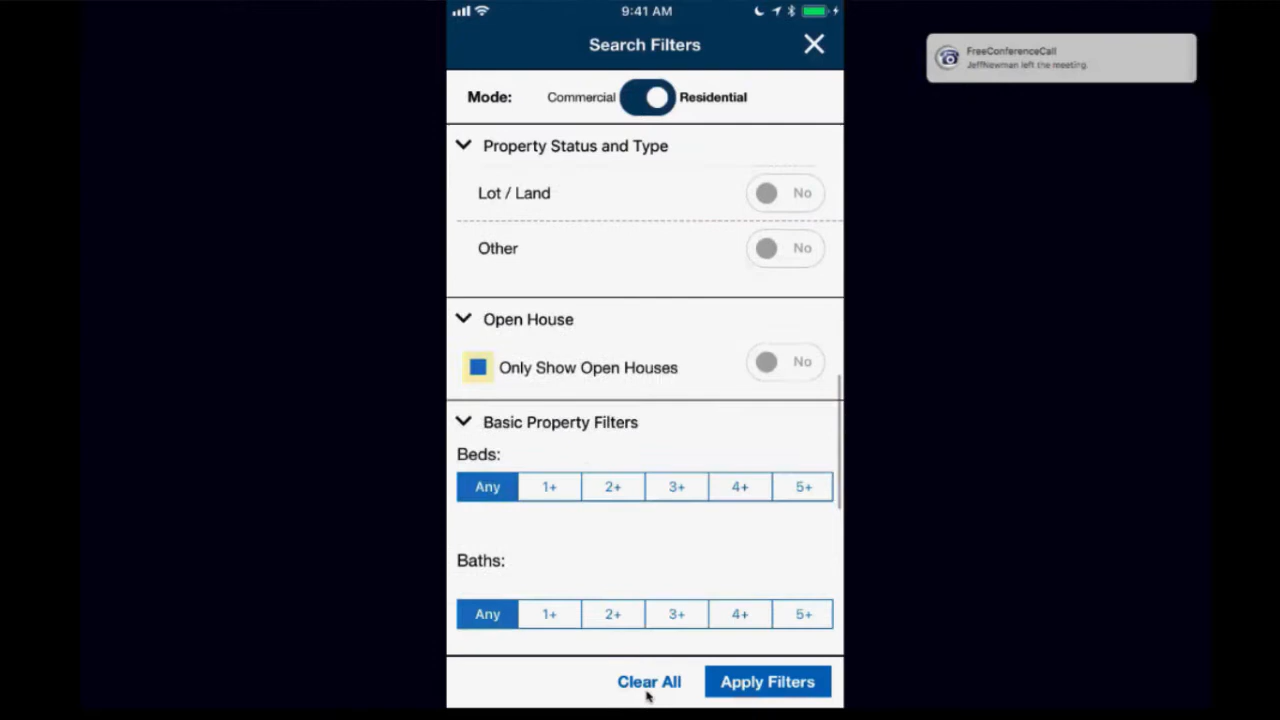 9:41 AM
Search Filters
FreeConferenceCall
JeffNewman left the meeting.
Mode: Commercial Residential
Property Status and Type
Lot / Land No
Other No
Open House
Only Show Open Houses No
Basic Property Filters
Beds:
Any 1+ 2+ 3+ 4+ 5+
Baths:
Any 1+ 2+ 3+ 4+ 5+
Clear All Apply Filters